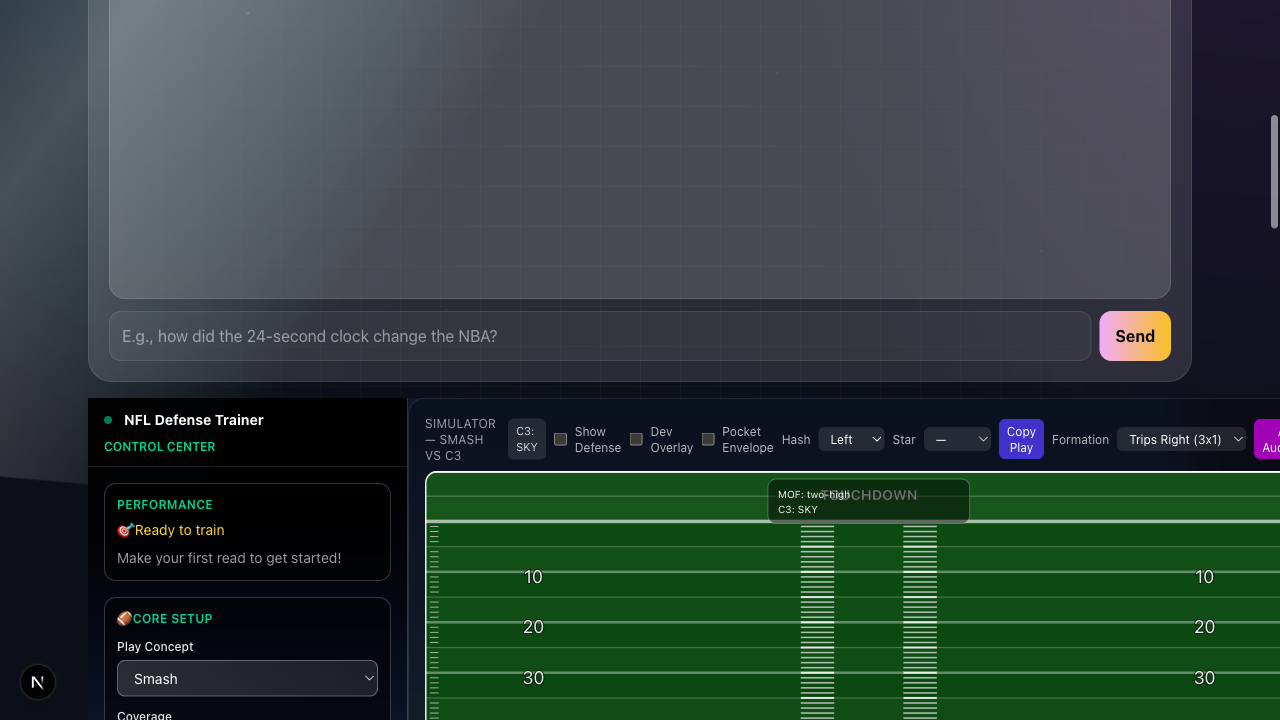 E.g., how did the 24-second clock change the NBA?
Send
NFL Defense Trainer
CONTROL CENTER
PERFORMANCE
🎯Ready to train
Make your first read to get started!
🏈CORE SETUP
Play Concept
Smash
Coverage
SIMULATOR
— SMASH
VS C3
C3:
SKY
Show
Defense
Dev
Overlay
Pocket
Envelope
Hash
Left
Star
—
Copy
Play
Formation
Trips Right (3x1)
MOF: two-high
TOUCHDOWN
C3: SKY
10
10
20
20
30
30
N